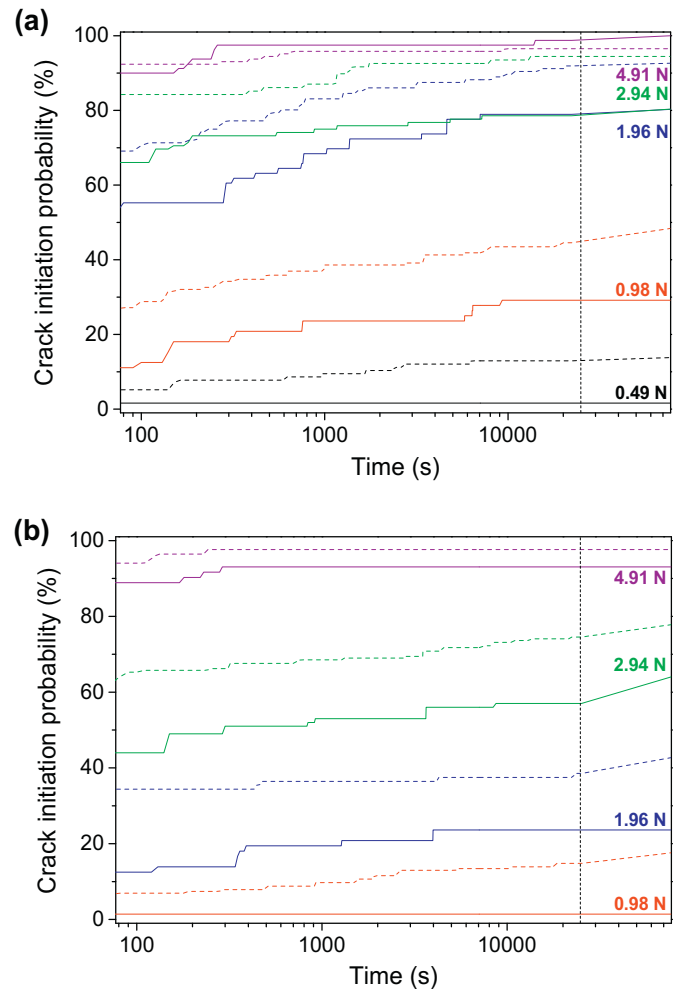 (a)
100
80
60
40
20
0
Crack initiation probability (%)
4.91 N
2.94 N
1.96 N
0.98 N
0.49 N
100 1000 10000
Time (s)
(b)
100
80
60
40
20
0
Crack initiation probability (%)
4.91 N
2.94 N
1.96 N
0.98 N
100 1000 10000
Time (s)